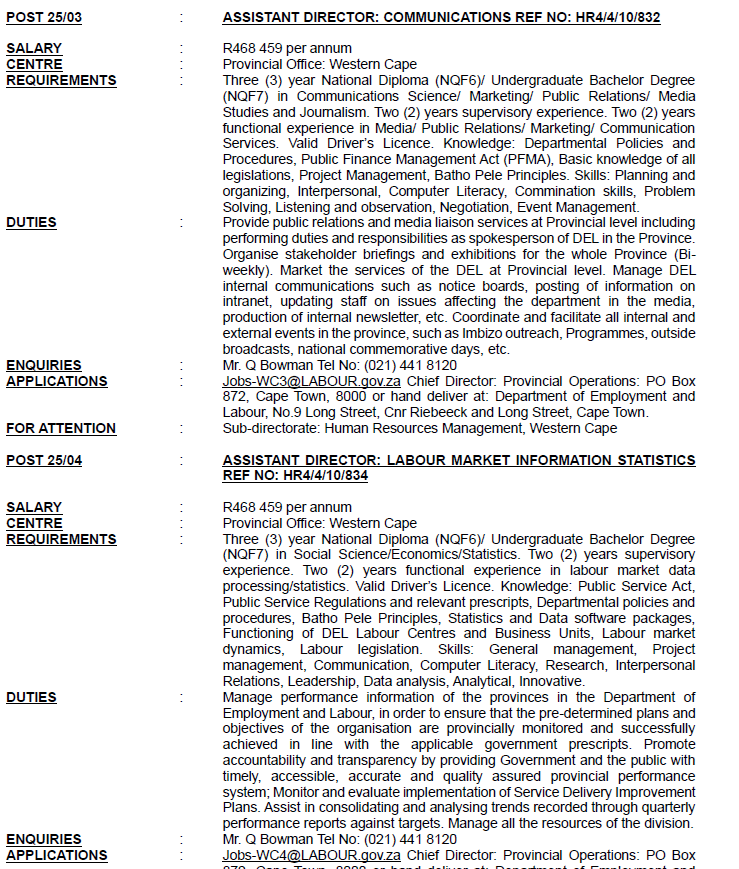 POST 25/03 : ASSISTANT DIRECTOR: COMMUNICATIONS REF NO: HR4/4/10/832
SALARY : R468 459 per annum
CENTRE : Provincial Office: Western Cape
REQUIREMENTS : Three (3) year National Diploma (NQF6)/ Undergraduate Bachelor Degree
(NQF7) in Communications Science/ Marketing/ Public Relations/ Media
Studies and Journalism. Two (2) years supervisory experience. Two (2) years
functional experience in Media/ Public Relations/ Marketing/ Communication
Services. Valid Driver's Licence. Knowledge: Departmental Policies and
Procedures, Public Finance Management Act (PFMA), Basic knowledge of all
legislations, Project Management, Batho Pele Principles. Skills: Planning and
organizing, Interpersonal, Computer Literacy, Commination skills, Problem
Solving, Listening and observation, Negotiation, Event Management.
DUTIES : Provide public relations and media liaison services at Provincial level including
performing duties and responsibilities as spokesperson of DEL in the Province.
Organise stakeholder briefings and exhibitions for the whole Province (Bi-
weekly). Market the services of the DEL at Provincial level. Manage DEL
internal communications such as notice boards, posting of information on
intranet, updating staff on issues affecting the department in the media,
production of internal newsletter, etc. Coordinate and facilitate all internal and
external events in the province, such as Imbizo outreach, Programmes, outside
broadcasts, national commemorative days, etc.
ENQUIRIES : Mr. Q Bowman Tel No: (021) 441 8120
APPLICATIONS : Jobs-WC3@LABOUR.gov.za Chief Director: Provincial Operations: PO Box
872, Cape Town, 8000 or hand deliver at: Department of Employment and
Labour, No.9 Long Street, Cnr Riebeeck and Long Street, Cape Town.
FOR ATTENTION : Sub-directorate: Human Resources Management, Western Cape
POST 25/04 : ASSISTANT DIRECTOR: LABOUR MARKET INFORMATION STATISTICS
REF NO: HR4/4/10/834
SALARY : R468 459 per annum
CENTRE : Provincial Office: Western Cape
REQUIREMENTS : Three (3) year National Diploma (NQF6)/ Undergraduate Bachelor Degree
(NQF7) in Social Science/Economics/Statistics. Two (2) years supervisory
experience. Two (2) years functional experience in labour market data
processing/statistics. Valid Driver's Licence. Knowledge: Public Service Act,
Public Service Regulations and relevant prescripts, Departmental policies and
procedures, Batho Pele Principles, Statistics and Data software packages,
Functioning of DEL Labour Centres and Business Units, Labour market
dynamics, Labour legislation. Skills: General management, Project
management, Communication, Computer Literacy, Research, Interpersonal
Relations, Leadership, Data analysis, Analytical, Innovative.
DUTIES : Manage performance information of the provinces in the Department of
Employment and Labour, in order to ensure that the pre-determined plans and
objectives of the organisation are provincially monitored and successfully
achieved in line with the applicable government prescripts. Promote
accountability and transparency by providing Government and the public with
timely, accessible, accurate and quality assured provincial performance
system; Monitor and evaluate implementation of Service Delivery Improvement
Plans. Assist in consolidating and analysing trends recorded through quarterly
performance reports against targets. Manage all the resources of the division.
ENQUIRIES : Mr. Q Bowman Tel No: (021) 441 8120
APPLICATIONS : Jobs-WC4@LABOUR.gov.za Chief Director: Provincial Operations: PO Box